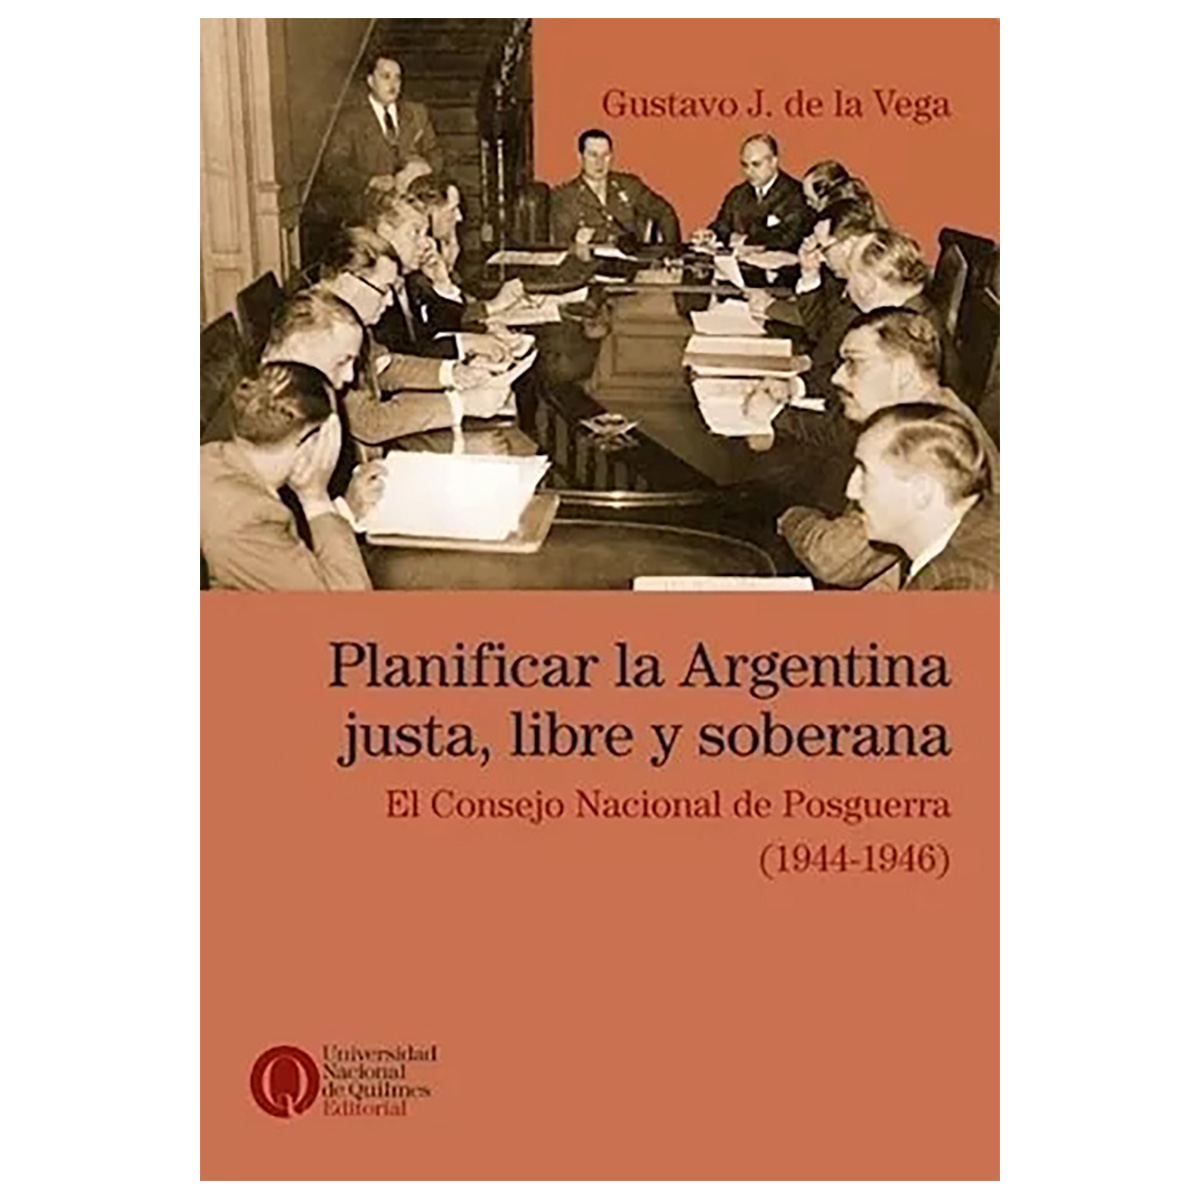 Gustavo J. de la Vega
Planificar la Argentina
justa, libre y soberana
El Consejo Nacional de Posguerra
(1944-1946)
Universidad
Nacional
de Quilmes
Editorial